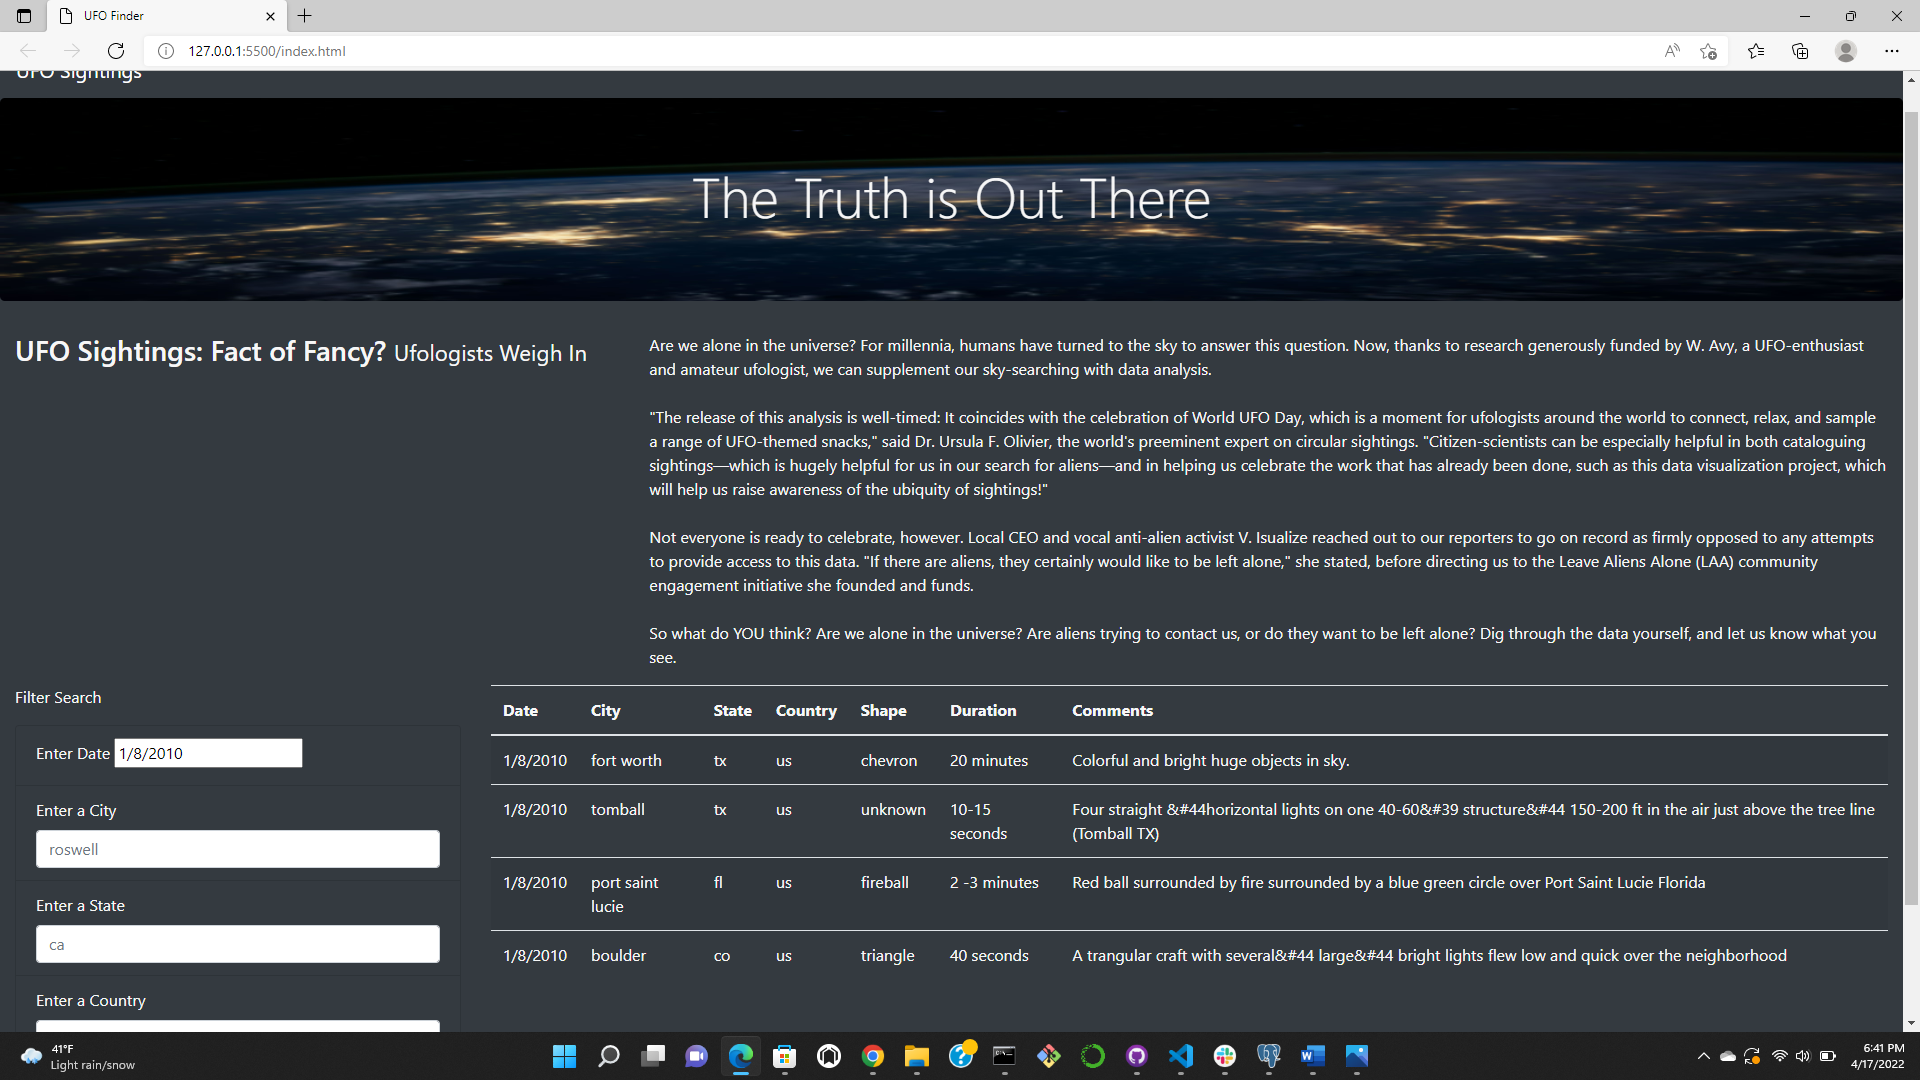 UFO Finder
127.0.0.1:5500/index.html
UFO Sightings
The Truth is Out There
UFO Sightings: Fact of Fancy? Ufologists Weigh In
Are we alone in the universe? For millennia, humans have turned to the sky to answer this question. Now, thanks to research generously funded by W. Avy, a UFO-enthusiast
and amateur ufologist, we can supplement our sky-searching with data analysis.
"The release of this analysis is well-timed: It coincides with the celebration of World UFO Day, which is a moment for ufologists around the world to connect, relax, and sample
a range of UFO-themed snacks," said Dr. Ursula F. Olivier, the world's preeminent expert on circular sightings. "Citizen-scientists can be especially helpful in both cataloguing
sightings—which is hugely helpful for us in our search for aliens—and in helping us celebrate the work that has already been done, such as this data visualization project, which
will help us raise awareness of the ubiquity of sightings!"
Not everyone is ready to celebrate, however. Local CEO and vocal anti-alien activist V. Isualize reached out to our reporters to go on record as firmly opposed to any attempts
to provide access to this data. "If there are aliens, they certainly would like to be left alone," she stated, before directing us to the Leave Aliens Alone (LAA) community
engagement initiative she founded and funds.
So what do YOU think? Are we alone in the universe? Are aliens trying to contact us, or do they want to be left alone? Dig through the data yourself, and let us know what you
see.
Filter Search
Enter Date 1/8/2010
Enter a City
roswell
Enter a State
ca
Enter a Country
Date City State Country Shape Duration Comments
1/8/2010 fort worth tx us chevron 20 minutes Colorful and bright huge objects in sky.
1/8/2010 tomball tx us unknown 10-15 Four straight &#44horizontal lights on one 40-60&#39 structure&#44 150-200 ft in the air just above the tree line
seconds (Tomball TX)
1/8/2010 port saint fl us fireball 2 -3 minutes Red ball surrounded by fire surrounded by a blue green circle over Port Saint Lucie Florida
lucie
1/8/2010 boulder co us triangle 40 seconds A trangular craft with several&#44 large&#44 bright lights flew low and quick over the neighborhood
41°F
Light rain/snow
6:41 PM
4/17/2022